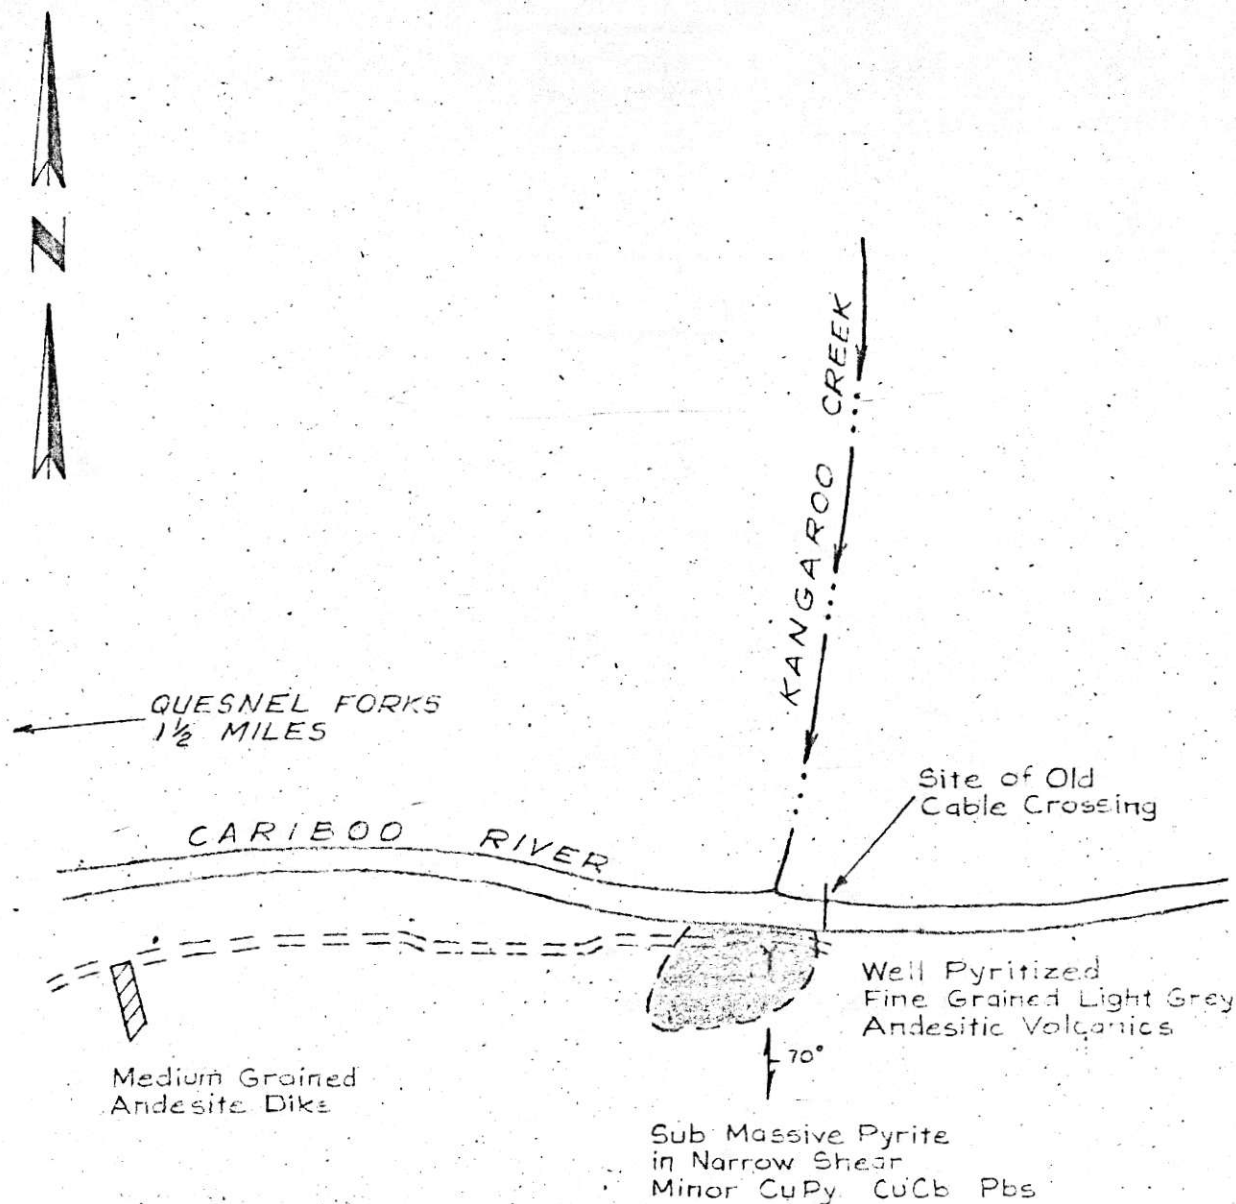 N
KANGAROO CREEK
QUESNEL FORKS
1½ MILES
Site of Old
Cable Crossing
CARIBOO RIVER
Well Pyritized
Fine Grained Light Grey
Andesitic Volcanics
70°
Medium Grained
Andesite Dike
Sub Massive Pyrite
in Narrow Shear
Minor CuPy CuCb Pbs